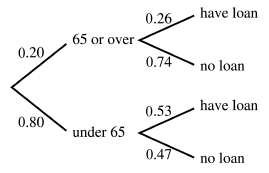 0.26 have loan
0.20 65 or over
0.74 no loan
0.53 have loan
0.80 under 65
0.47 no loan